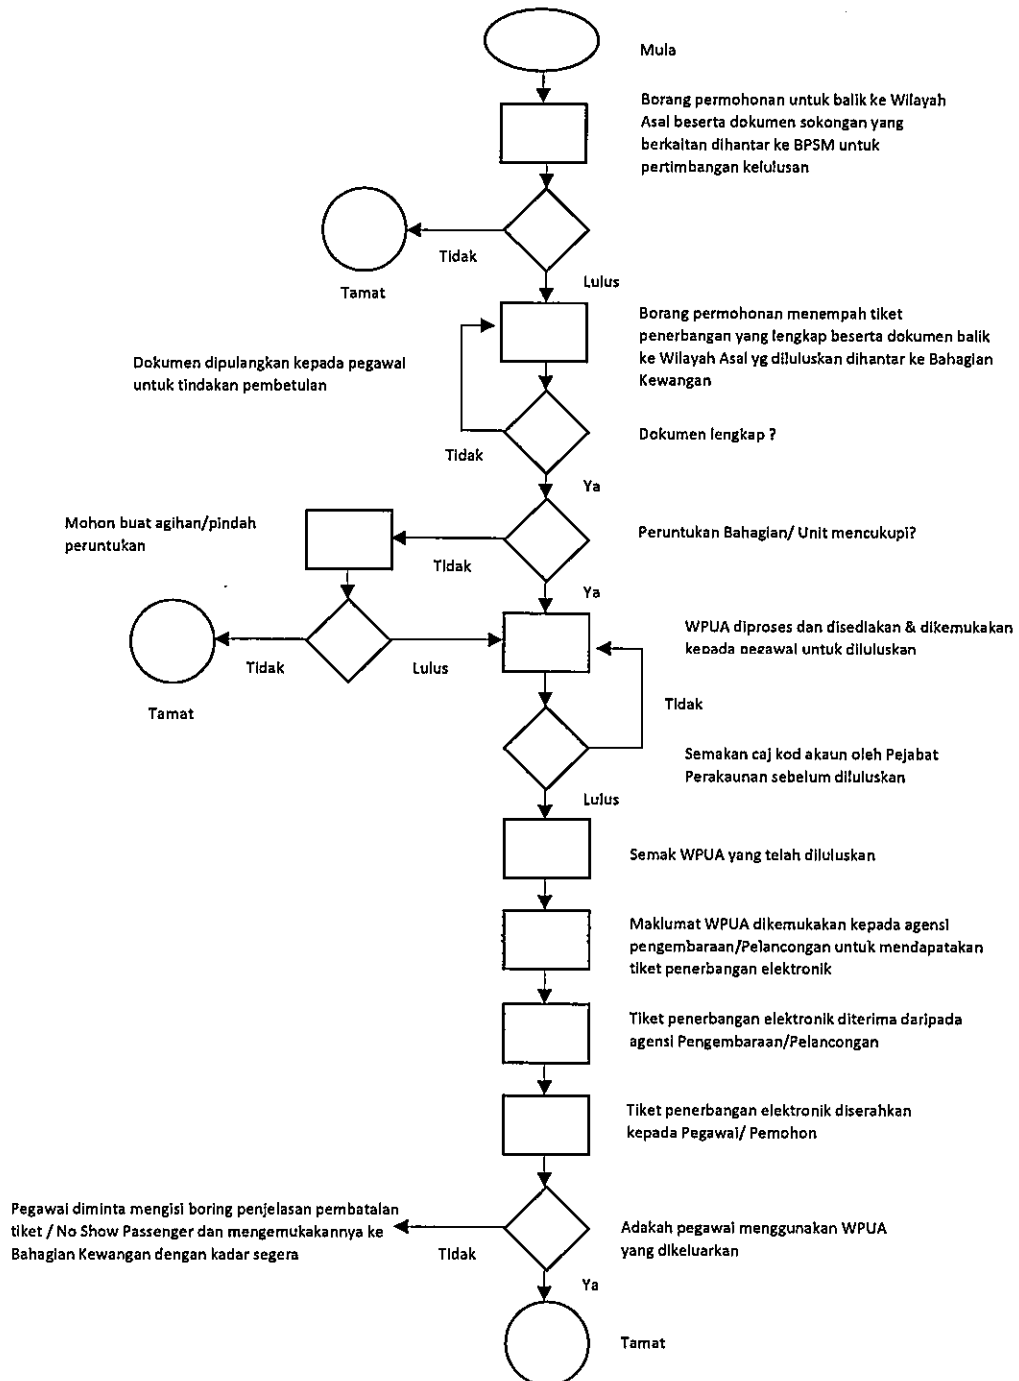 Mula
Borang permohonan untuk balik ke Wilayah
Asal beserta dokumen sokongan yang
berkaitan dihantar ke BPSM untuk
pertimbangan kelulusan
Tidak
Tamat
Lulus
Borang permohonan menempah tiket
penerbangan yang lengkap beserta dokumen balik
ke Wilayah Asal yg diluluskan dihantar ke Bahagian
Kewangan
Dokumen dipulangkan kepada pegawai
untuk tindakan pembetulan
Dokumen lengkap ?
Tidak
Ya
Mohon buat agihan/pindah
peruntukan
Peruntukan Bahagian/ Unit mencukupi?
Tidak
Ya
WPUA diproses dan disediakan & dikemukakan
kepada pegawai untuk diluluskan
Tidak
Lulus
Tamat
Tidak
Semakan caj kod akaun oleh Pejabat
Perakaunan sebelum diluluskan
Lulus
Semak WPUA yang telah diluluskan
Maklumat WPUA dikemukakan kepada agensi
pengembaraan/Pelancongan untuk mendapatakan
tiket penerbangan elektronik
Tiket penerbangan elektronik diterima daripada
agensi Pengembaraan/Pelancongan
Tiket penerbangan elektronik diserahkan
kepada Pegawai/ Pemohon
Pegawai diminta mengisi boring penjelasan pembatalan
tiket / No Show Passenger dan mengemukakannya ke
Bahagian Kewangan dengan kadar segera
Tidak
Adakah pegawai menggunakan WPUA
yang dikeluarkan
Ya
Tamat